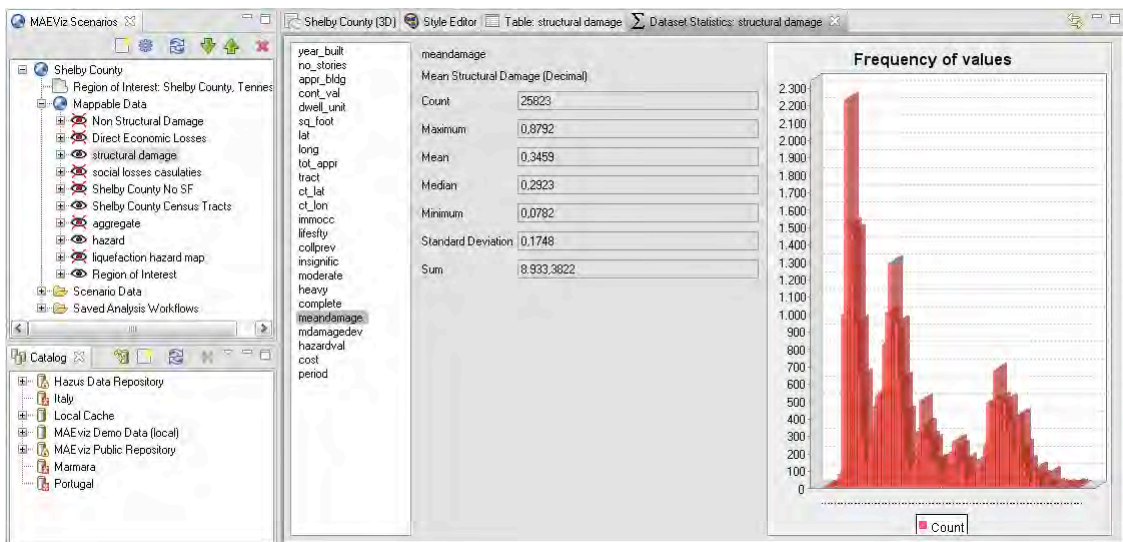 MAEViz Scenarios
Shelby County
Region of Interest: Shelby County, Tennes
Mappable Data
Non Structural Damage
Direct Economic Losses
structural damage
social losses casulaties
Shelby County No SF
Shelby County Census Tracts
aggregate
hazard
liquefaction hazard map
Region of Interest
Scenario Data
Saved Analysis Workflows
Catalog
Hazus Data Repository
Italy
Local Cache
MAEviz Demo Data (local)
MAEviz Public Repository
Marmara
Portugal
Shelby County (3D) Style Editor Table: structural damage Σ Dataset Statistics: structural damage
year_built
no_stories
appr_bldg
cont_val
dwell_unit
sq_foot
lat
long
tot_appr
tract
ct_lat
ct_lon
immocc
lifesfty
collprev
insignific
moderate
heavy
complete
meandamage
mdamagedev
hazardval
cost
period
meandamage
Mean Structural Damage (Decimal)
Count 25823
Maximum 0,8792
Mean 0,3459
Median 0,2923
Minimum 0,0782
Standard Deviation 0,1748
Sum 8.933,3822
Frequency of values
2.300
2.200
2.100
2.000
1.900
1.800
1.700
1.600
1.500
1.400
1.300
1.200
1.100
1.000
900
800
700
600
500
400
300
200
100
0
Count